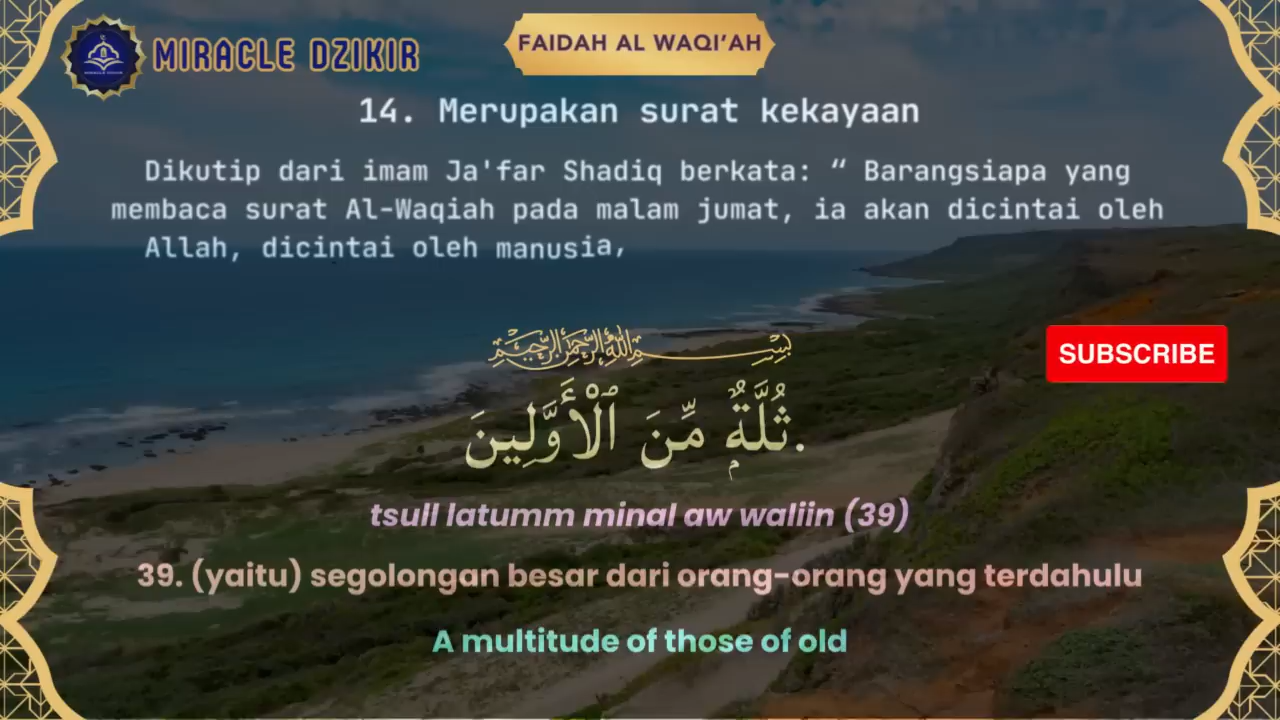 MIRACLE DZIKIR
FAIDAH AL WAQI'AH
14. Merupakan surat kekayaan
Dikutip dari imam Ja'far Shadiq berkata: “ Barangsiapa yang
membaca surat Al-Waqiah pada malam jumat, ia akan dicintai oleh
Allah, dicintai oleh manusia,
بِسْمِ اللَّهِ الرَّحْمَٰنِ الرَّحِيمِ
SUBSCRIBE
ثُلَّةٌ مِّنَ الْأَوَّلِينَ.
tsull latumm minal aw waliin (39)
39. (yaitu) segolongan besar dari orang-orang yang terdahulu
A multitude of those of old